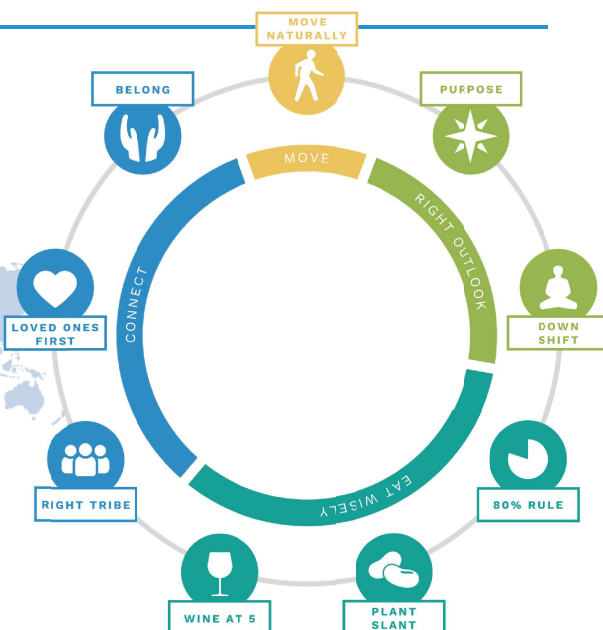 MOVE
NATURALLY
BELONG
PURPOSE
MOVE
RIGHT OUTLOOK
CONNECT
LOVED ONES
FIRST
DOWN
SHIFT
EAT WISELY
RIGHT TRIBE
80% RULE
WINE AT 5
PLANT
SLANT